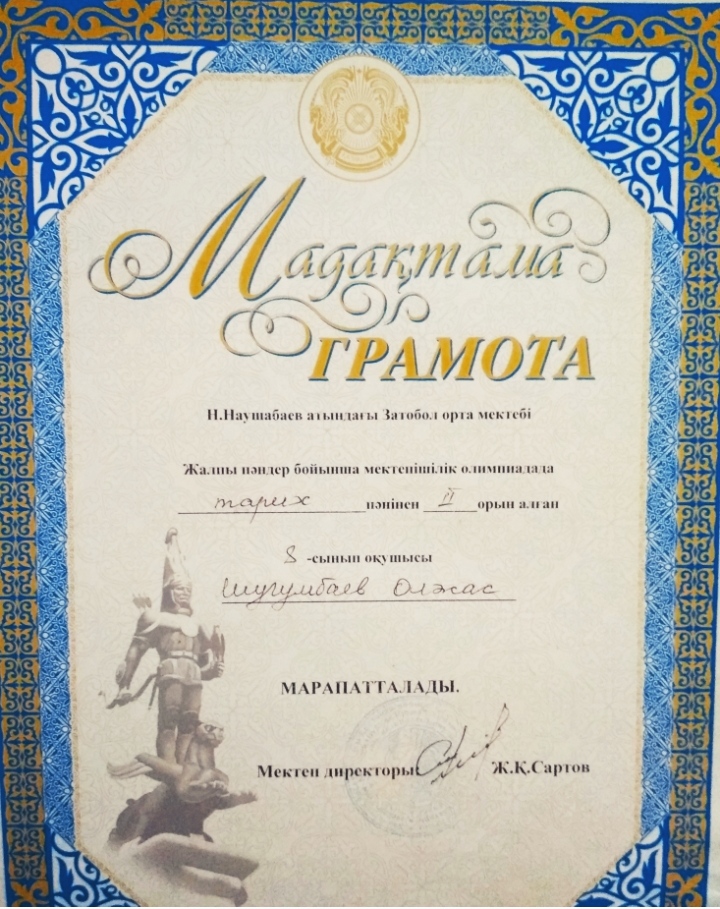 Мадақтама
ГРАМОТА
Н.Наушабаев атындағы Затобол орта мектебі
Жалпы пәндер бойынша мектепішілік олимпиадада
тарих пәнінен II орын алған
8 -сынып оқушысы
Шугумбаев Олжас
МАРАПАТТАЛАДЫ.
Мектеп директоры: Ж.Қ.Сартов